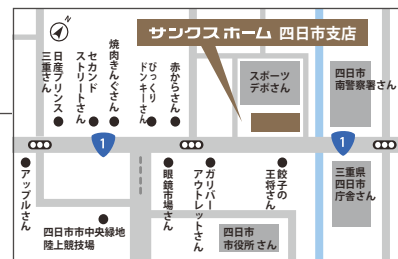 N
サンクスホーム 四日市支店
日産プリンス
三重さん
セカンド
ストリートさん
焼肉きんぐさん
びっくり
ドンキーさん
赤からさん
スポーツ
デポさん
四日市
南警察署さん
1
1
アップルさん
四日市市中央緑地
陸上競技場
眼鏡市場さん
ガリバー
アウトレットさん
餃子の
王将さん
四日市
市役所さん
三重県
四日市
庁舎さん